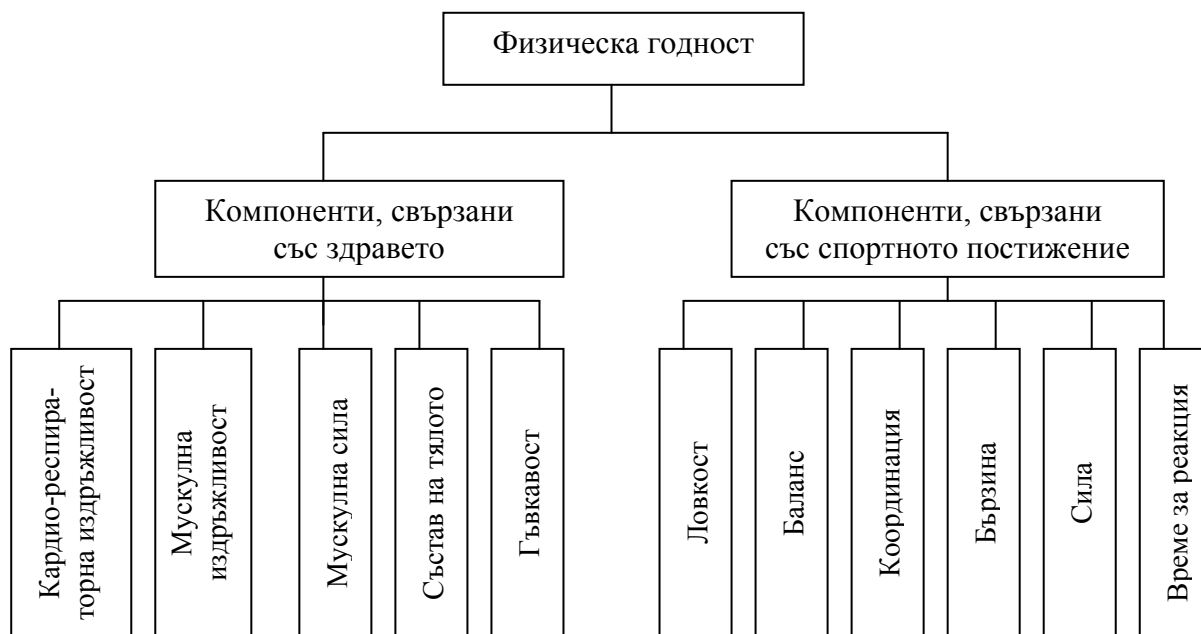 Физическа годност
Компоненти, свързани
със здравето
Компоненти, свързани
със спортното постижение
Кардио-респира-
торна издръжливост
Мускулна
издръжливост
Мускулна сила
Състав на тялото
Гъвкавост
Ловкост
Баланс
Координация
Бързина
Сила
Време за реакция